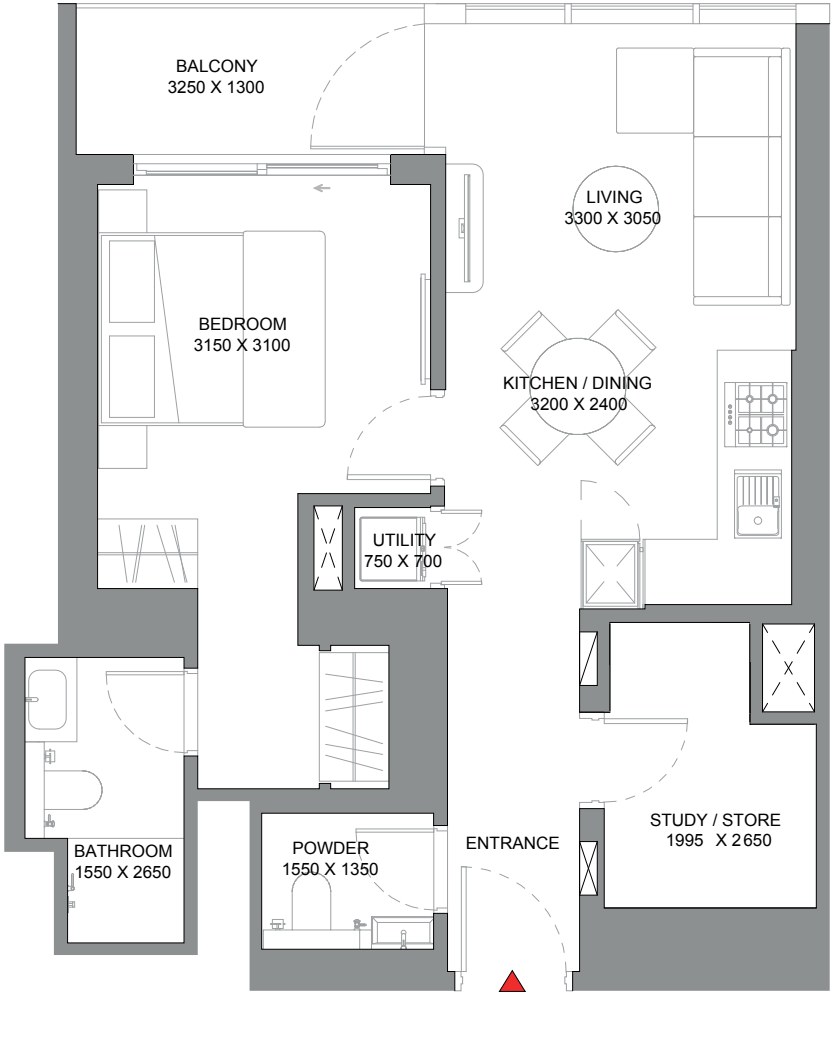 BALCONY
3250 X 1300
LIVING
3300 X 3050
BEDROOM
3150 X 3100
KITCHEN / DINING
3200 X 2400
UTILITY
750 X 700
STUDY / STORE
1995 X 2650
ENTRANCE
POWDER
1550 X 1350
BATHROOM
1550 X 2650